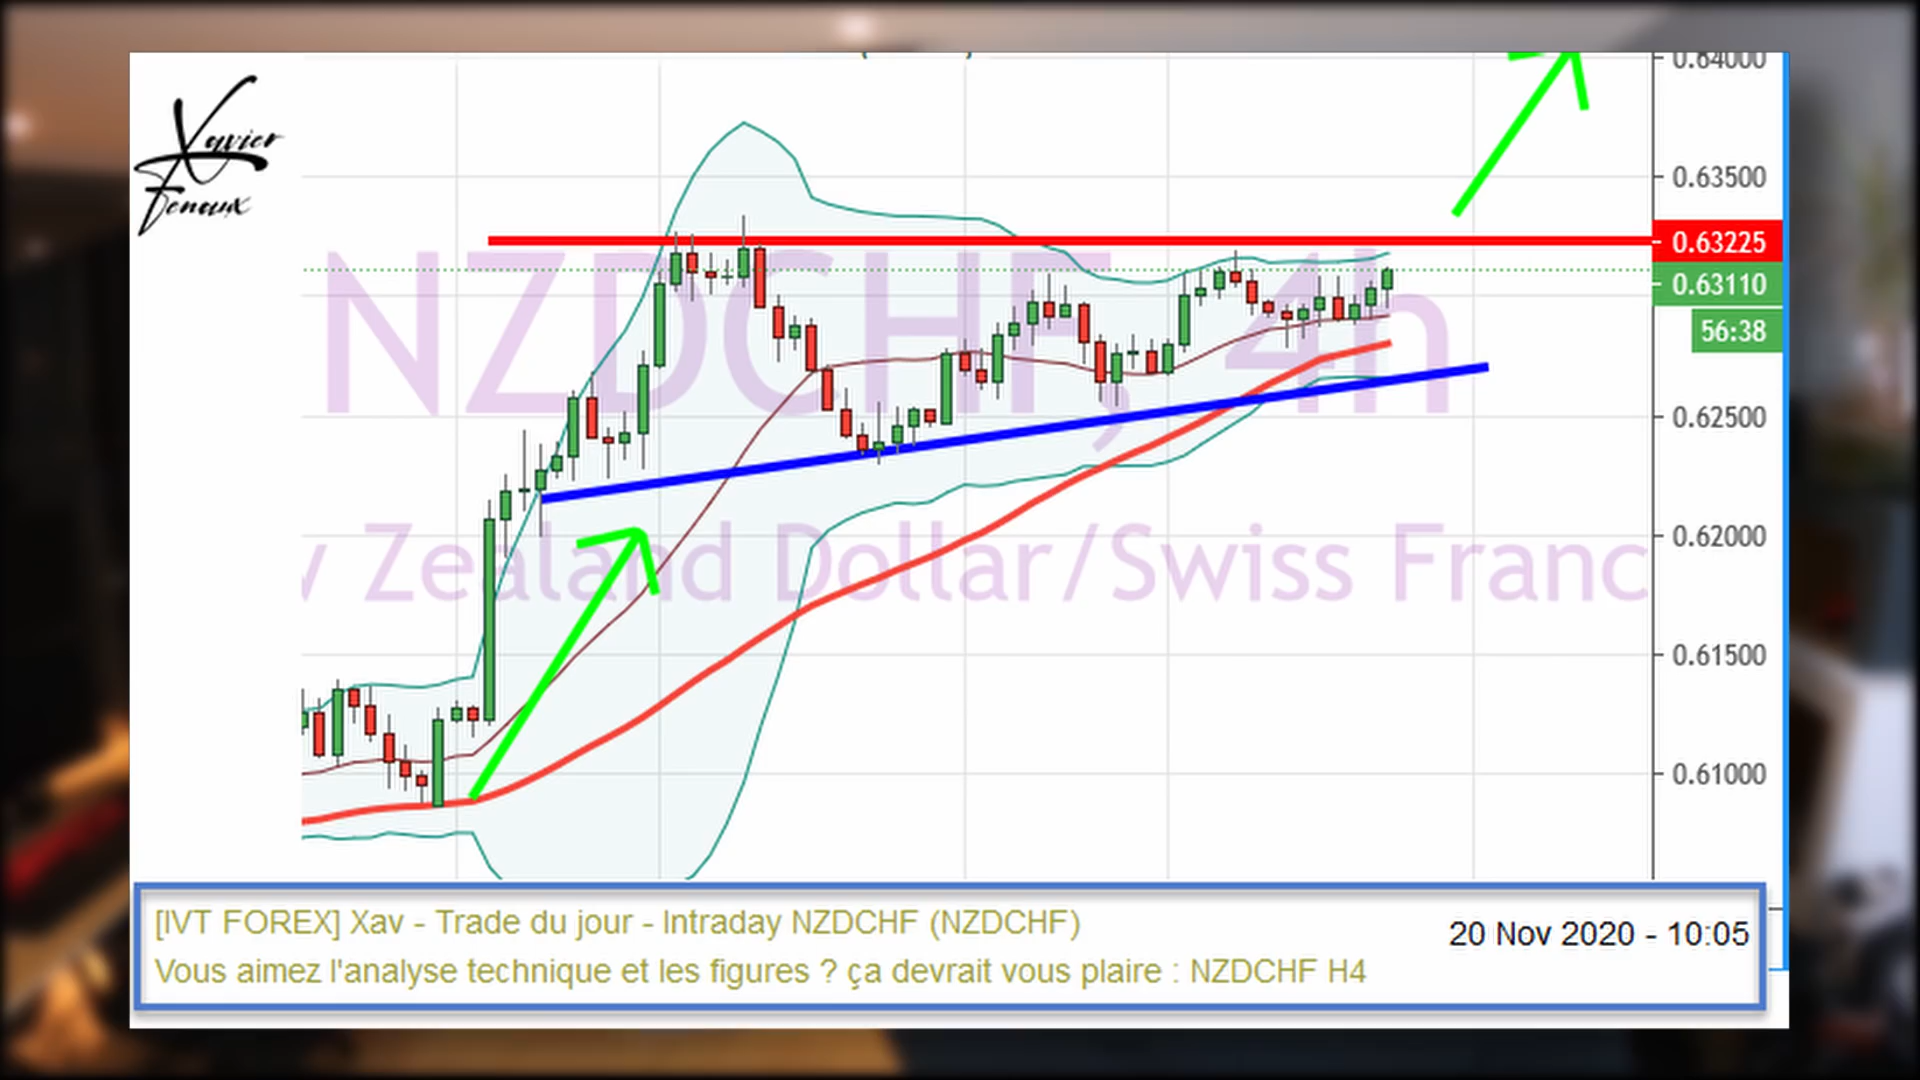 Xavier
Fenaux
0.64000
0.63500
0.63225
0.63110
56:38
0.62500
0.62000
0.61500
0.61000
NZDCHF, 4h
Zealand Dollar/Swiss Franc
[IVT FOREX] Xav - Trade du jour - Intraday NZDCHF (NZDCHF)
20 Nov 2020 - 10:05
Vous aimez l'analyse technique et les figures ? ça devrait vous plaire : NZDCHF H4